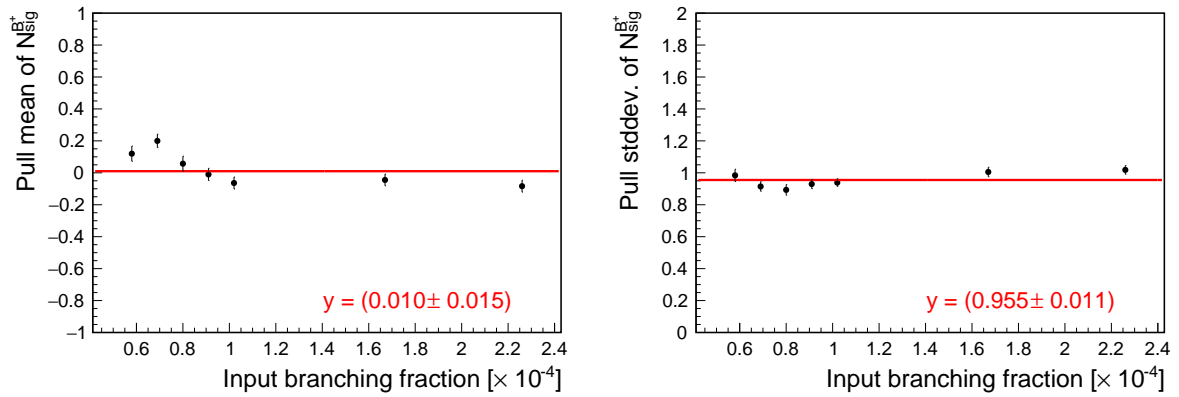 Pull mean of N_sig^B+
1
0.8
0.6
0.4
0.2
0
−0.2
−0.4
−0.6
−0.8
−1
y = (0.010± 0.015)
0.6 0.8 1 1.2 1.4 1.6 1.8 2 2.2 2.4
Input branching fraction [× 10⁻⁴]
Pull stddev. of N_sig^B+
2
1.8
1.6
1.4
1.2
1
0.8
0.6
0.4
0.2
0
y = (0.955± 0.011)
0.6 0.8 1 1.2 1.4 1.6 1.8 2 2.2 2.4
Input branching fraction [× 10⁻⁴]